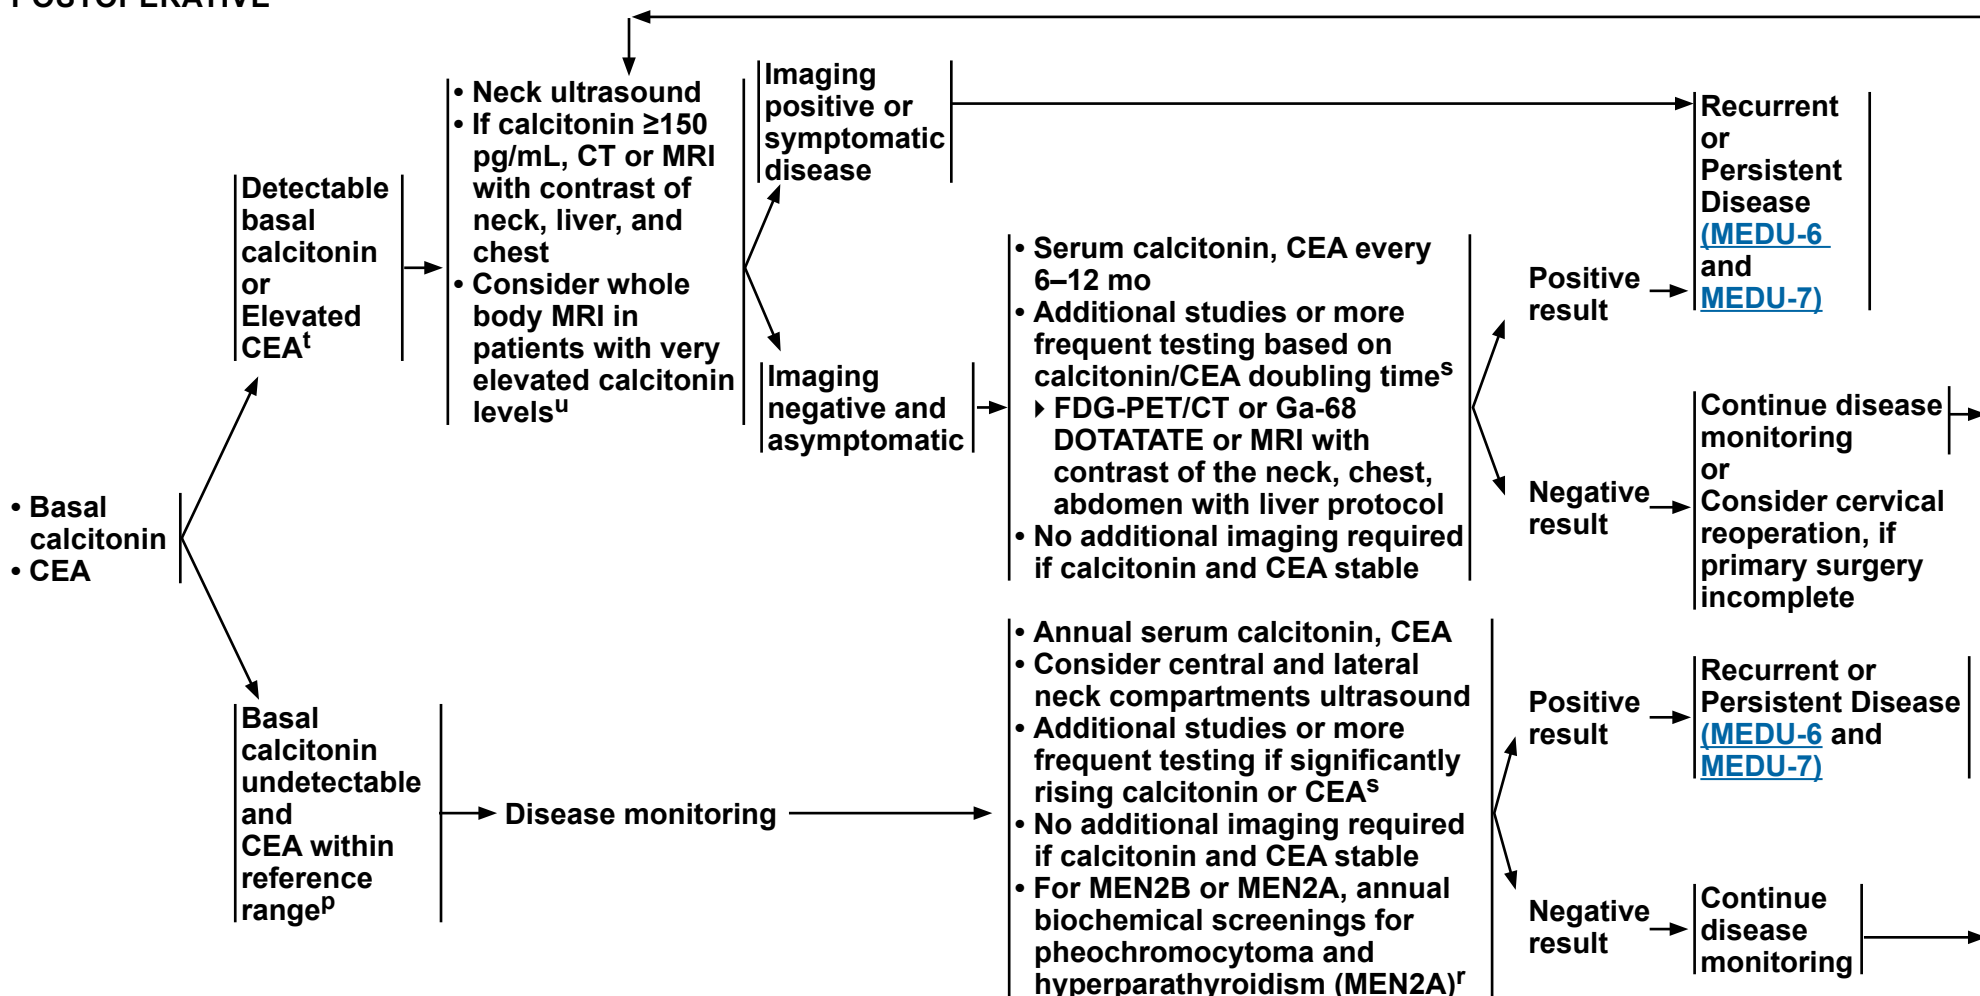 POSTOPERATIVE
• Basal
calcitonin
• CEA
Detectable
basal
calcitonin
or
Elevated
CEAᵗ
• Neck ultrasound
• If calcitonin ≥150
pg/mL, CT or MRI
with contrast of
neck, liver, and
chest
• Consider whole
body MRI in
patients with very
elevated calcitonin
levelsᵘ
Imaging
positive or
symptomatic
disease
Recurrent
or
Persistent
Disease
(MEDU-6
and
MEDU-7)
Imaging
negative and
asymptomatic
• Serum calcitonin, CEA every
6–12 mo
• Additional studies or more
frequent testing based on
calcitonin/CEA doubling timeˢ
▸ FDG-PET/CT or Ga-68
DOTATATE or MRI with
contrast of the neck, chest,
abdomen with liver protocol
• No additional imaging required
if calcitonin and CEA stable
Positive
result
Negative
result
Continue disease
monitoring
or
Consider cervical
reoperation, if
primary surgery
incomplete
Basal
calcitonin
undetectable
and
CEA within
reference
rangeᵖ
Disease monitoring
• Annual serum calcitonin, CEA
• Consider central and lateral
neck compartments ultrasound
• Additional studies or more
frequent testing if significantly
rising calcitonin or CEAˢ
• No additional imaging required
if calcitonin and CEA stable
• For MEN2B or MEN2A, annual
biochemical screenings for
pheochromocytoma and
hyperparathyroidism (MEN2A)ʳ
Positive
result
Recurrent or
Persistent Disease
(MEDU-6 and
MEDU-7)
Negative
result
Continue
disease
monitoring